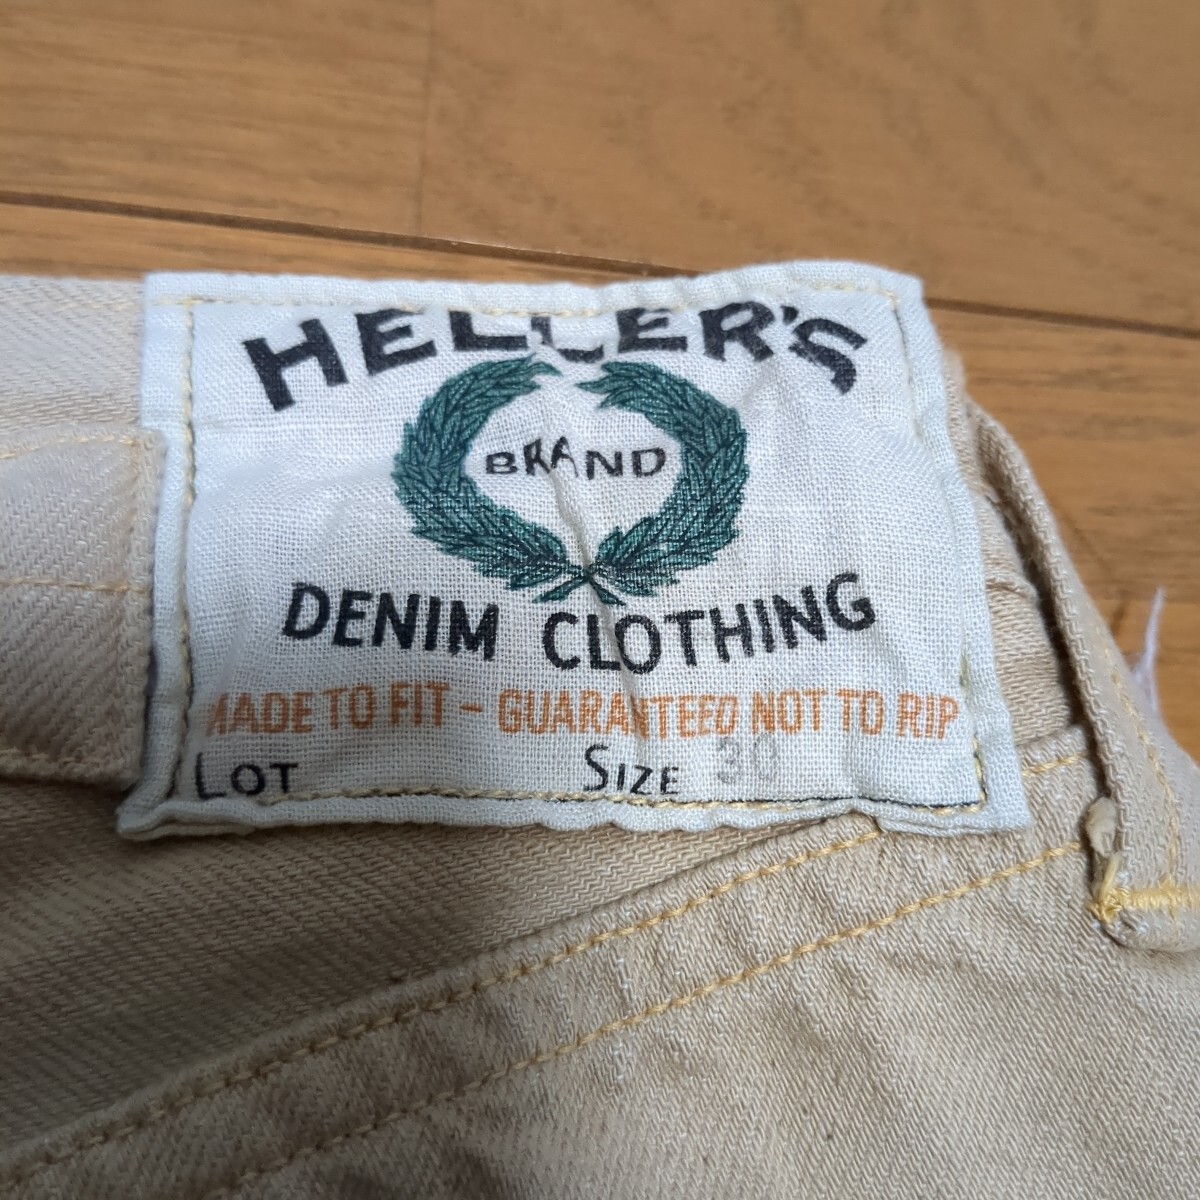 HELLER'S
BRAND
DENIM CLOTHING
MADE TO FIT - GUARANTEED NOT TO RIP
LOT SIZE 30